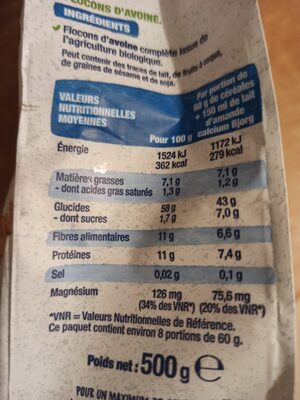 FLOCONS D'AVOINE.
INGRÉDIENTS
✓ Flocons d'avoine complète issue de
l'agriculture biologique.
Peut contenir des traces de lait, de fruits à coque,
de graines de sésame et de soja.
VALEURS
NUTRITIONNELLES
MOYENNES
Pour 100 g
Par portion de
60 g de céréales
+ 150 ml de lait
d'amande
calcium Bjorg
Énergie 1524 kJ 1172 kJ
362 kcal 279 kcal
Matières grasses 7,1 g 7,1 g
- dont acides gras saturés 1,3 g 1,2 g
Glucides 58 g 43 g
- dont sucres 1,7 g 7,0 g
Fibres alimentaires 11 g 6,6 g
Protéines 11 g 7,4 g
Sel 0,02 g 0,1 g
Magnésium 126 mg 75,6 mg
(34% des VNR*) (20% des VNR*)
*VNR = Valeurs Nutritionnelles de Référence.
Ce paquet contient environ 8 portions de 60 g.
Poids net : 500 g e
POUR UN MAXIMUM